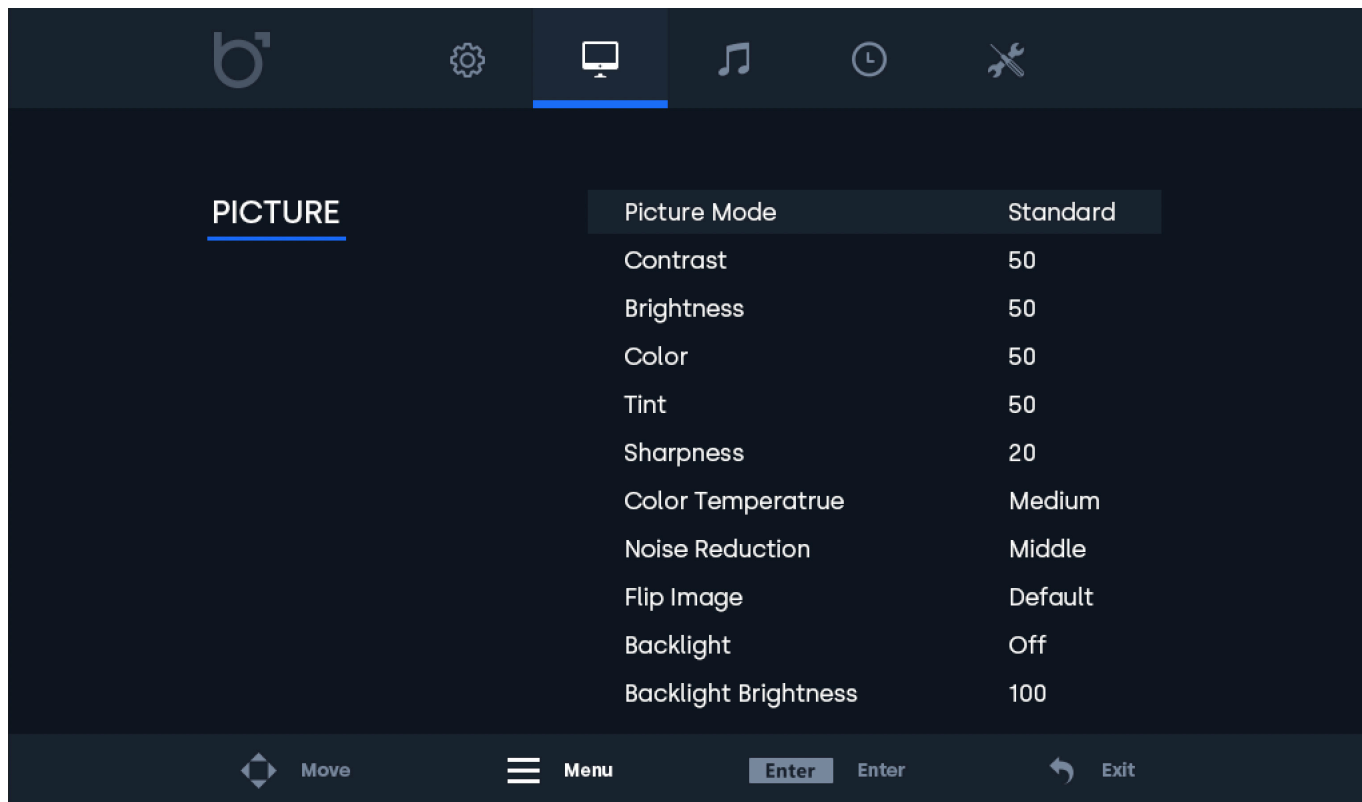 PICTURE
Picture Mode Standard
Contrast 50
Brightness 50
Color 50
Tint 50
Sharpness 20
Color Temperatrue Medium
Noise Reduction Middle
Flip Image Default
Backlight Off
Backlight Brightness 100
Move Menu Enter Enter Exit